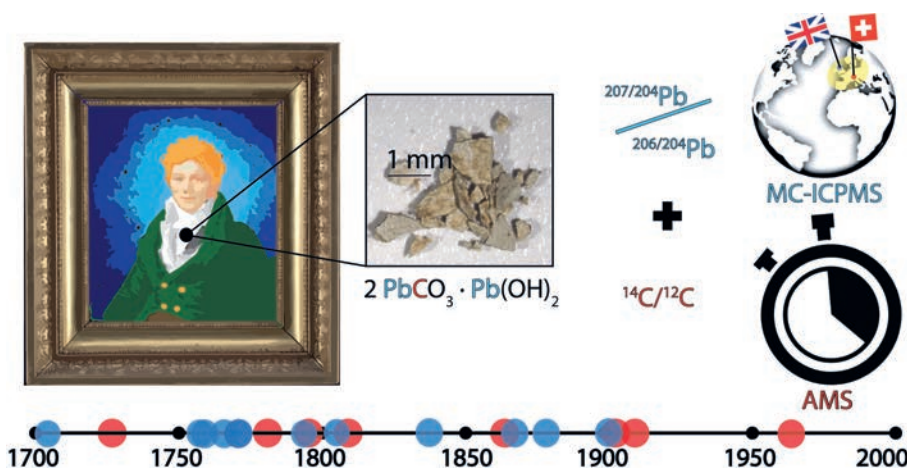 207/204Pb
206/204Pb
1 mm
MC-ICPMS
2 PbCO₃ · Pb(OH)₂
¹⁴C/¹²C
AMS
1700 1750 1800 1850 1900 1950 2000